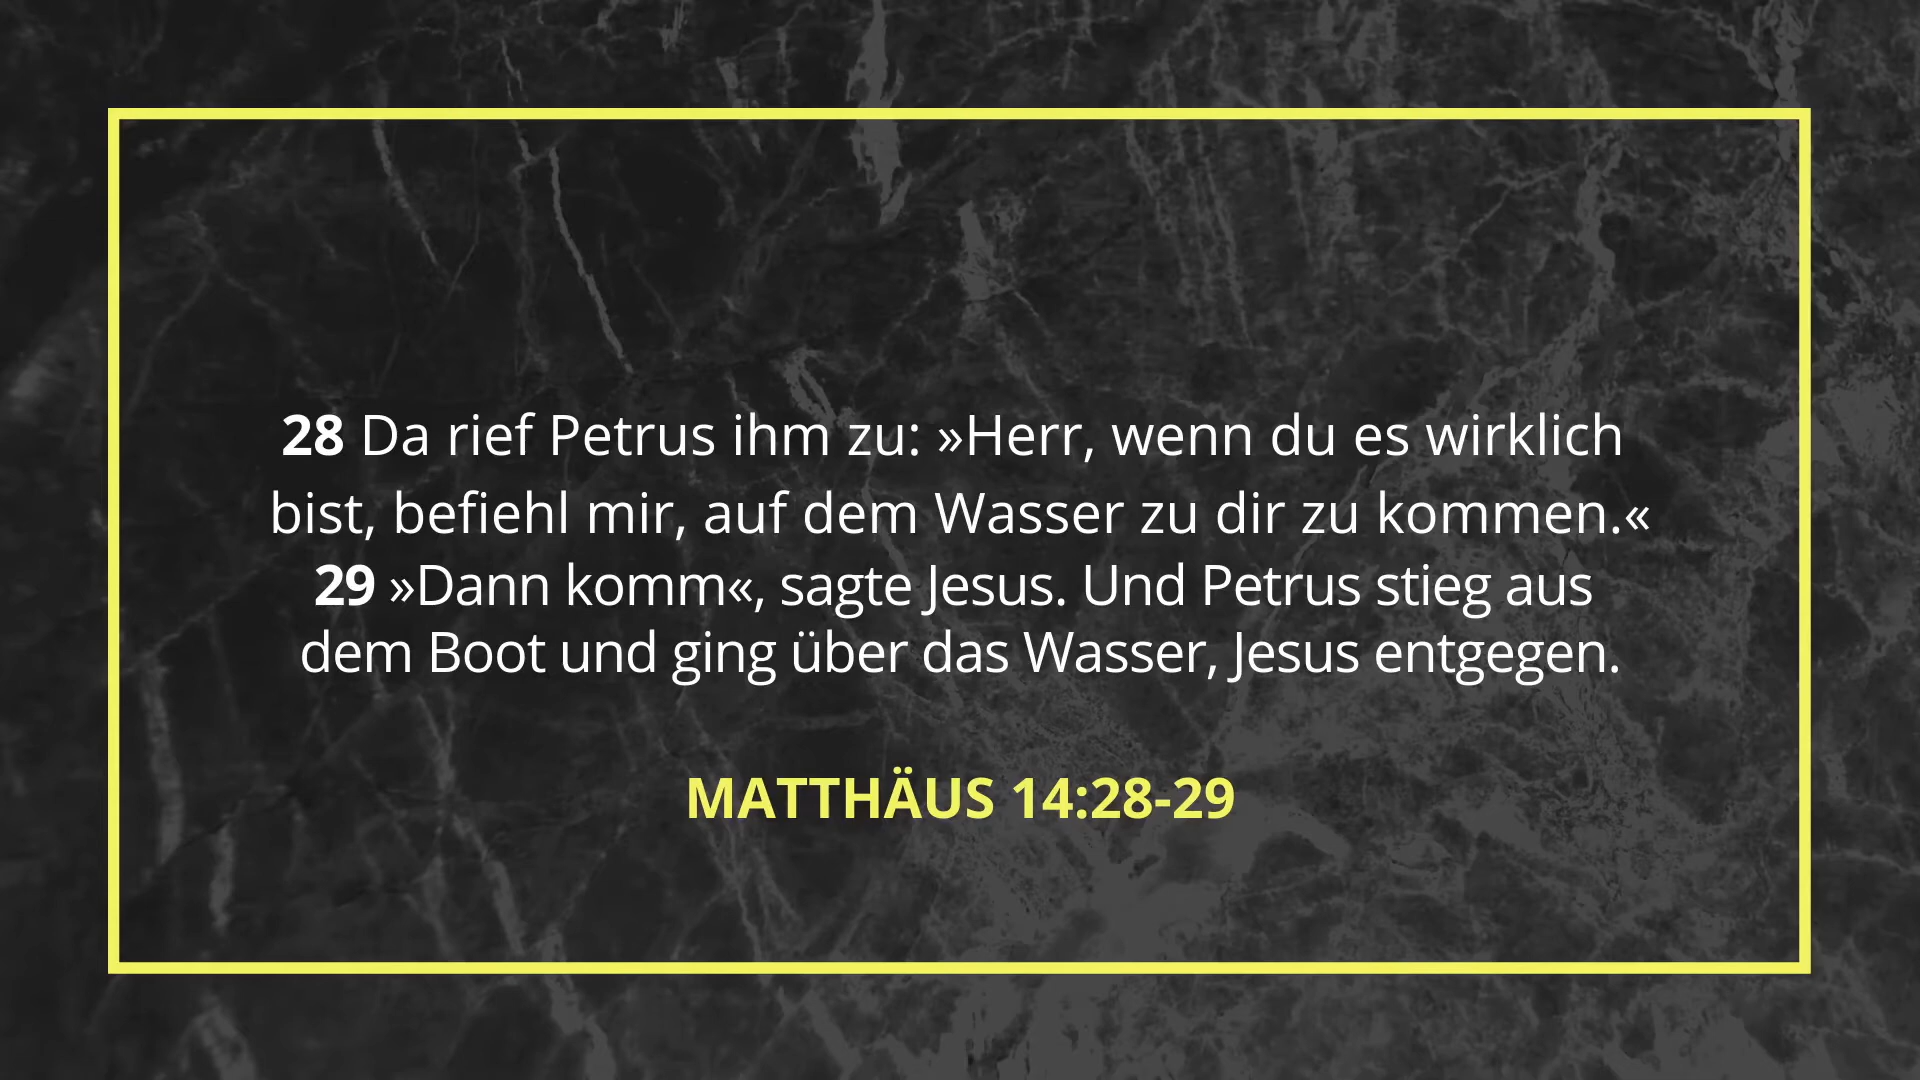 28 Da rief Petrus ihm zu: »Herr, wenn du es wirklich
bist, befiehl mir, auf dem Wasser zu dir zu kommen.«
29 »Dann komm«, sagte Jesus. Und Petrus stieg aus
dem Boot und ging über das Wasser, Jesus entgegen.
MATTHÄUS 14:28-29